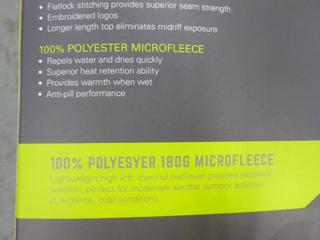 • Flatlock stitching provides superior seam strength
• Embroidered logos
• Longer length top eliminates midriff exposure
100% POLYESTER MICROFLEECE
• Repels water and dries quickly
• Superior heat retention ability
• Provides warmth when wet
• Anti-pill performance
100% POLYESYER 180G MICROFLEECE
Lightweight,high loft, thermal mid-layer provides excellent
warmth, perfect for moderaye aerobic outdoor activities
in extreme, cold conditions.